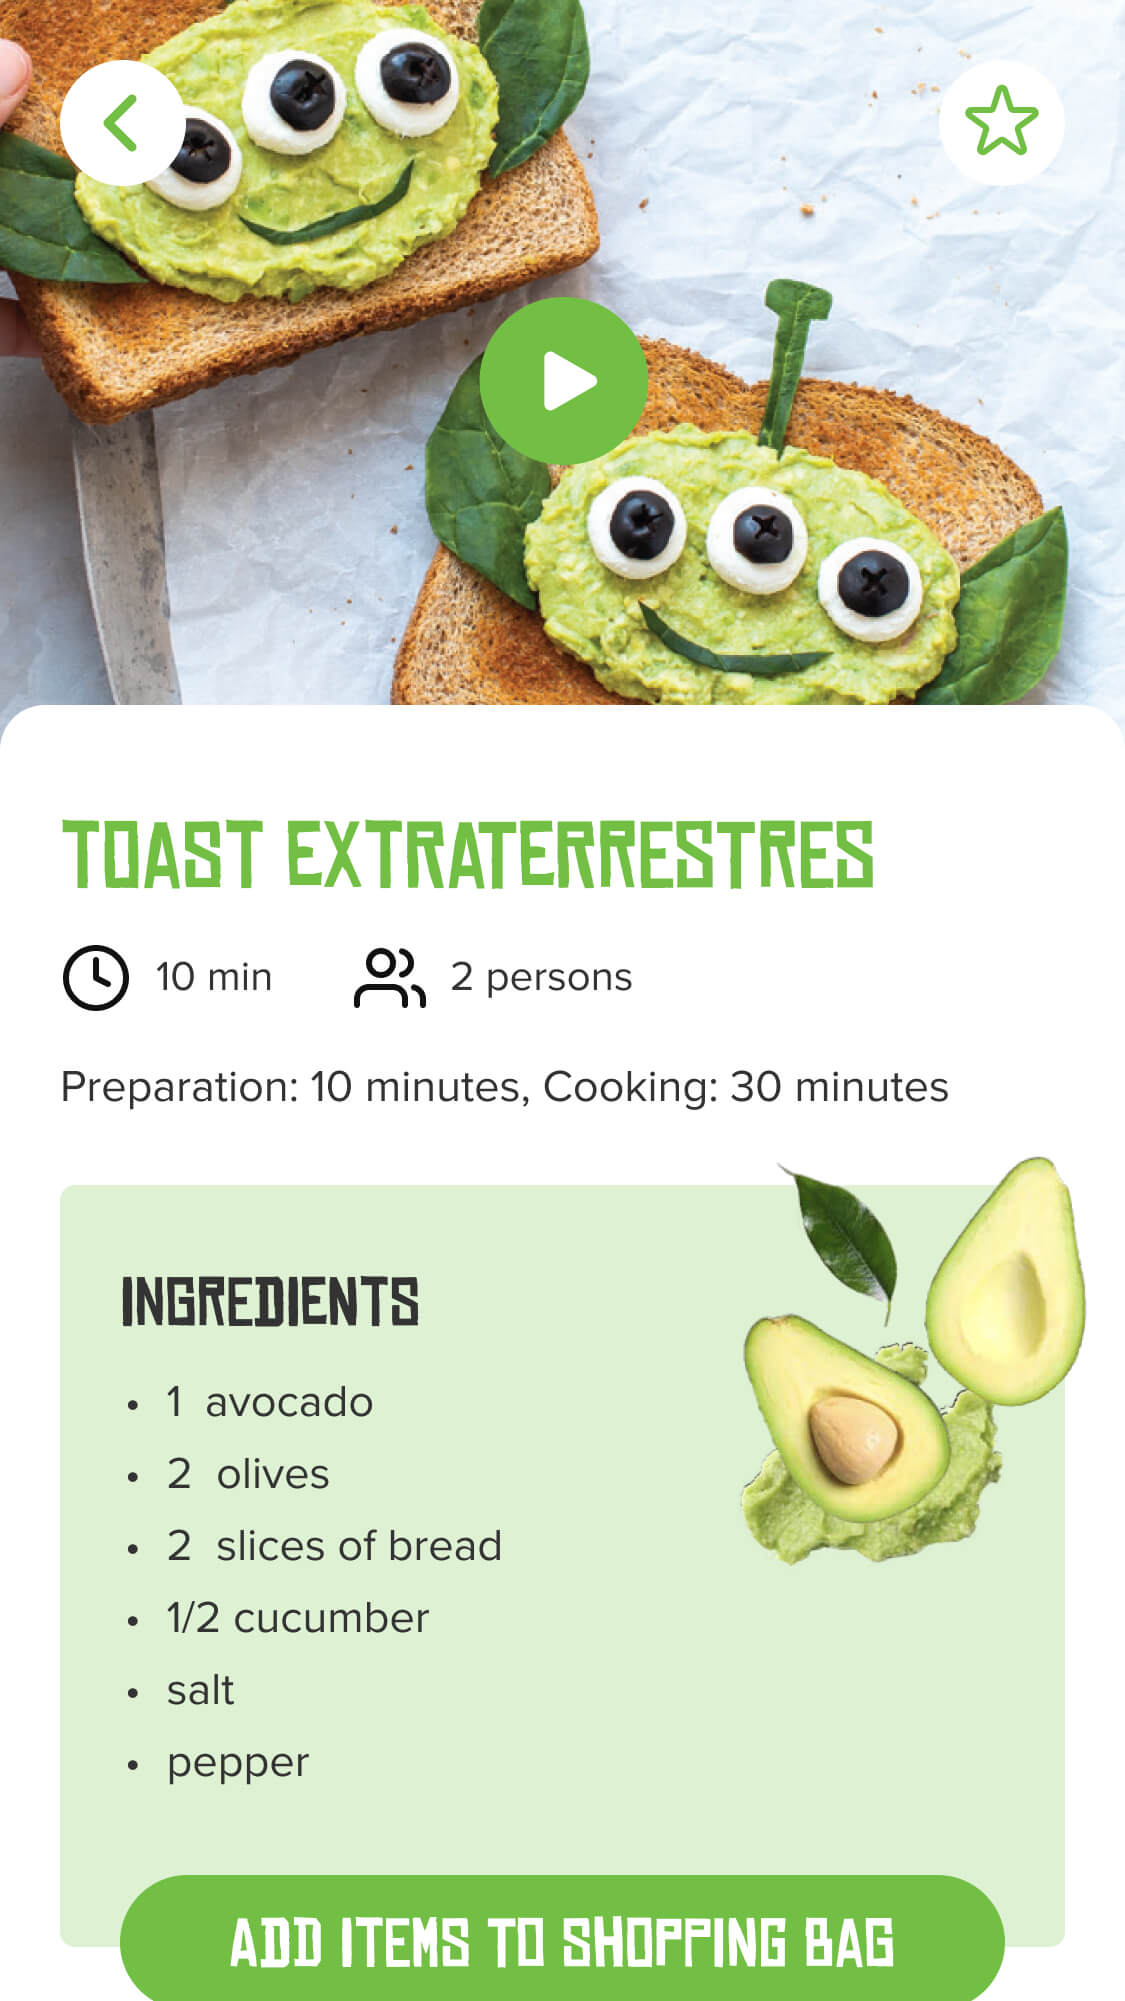 TOAST EXTRATERRESTRES
10 min 2 persons
Preparation: 10 minutes, Cooking: 30 minutes
INGREDIENTS
• 1 avocado
• 2 olives
• 2 slices of bread
• 1/2 cucumber
• salt
• pepper
ADD ITEMS TO SHOPPING BAG